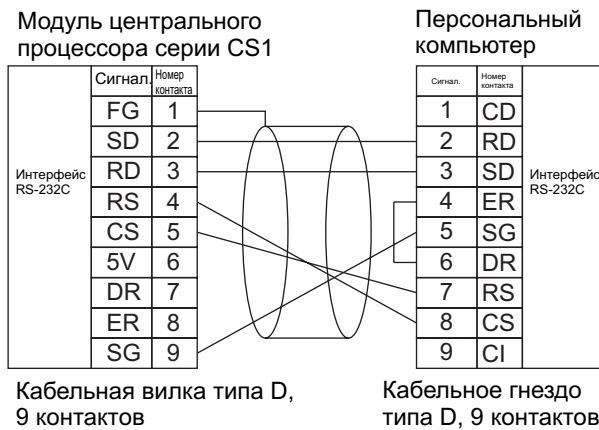 Модуль центрального
процессора серии CS1
Персональный
компьютер
Сигнал. Номер
контакта
FG 1
SD 2
RD 3
RS 4
CS 5
5V 6
DR 7
ER 8
SG 9
Интерфейс
RS-232C
Сигнал. Номер
контакта
1 CD
2 RD
3 SD
4 ER
5 SG
6 DR
7 RS
8 CS
9 CI
Интерфейс
RS-232C
Кабельная вилка типа D,
9 контактов
Кабельное гнездо
типа D, 9 контактов